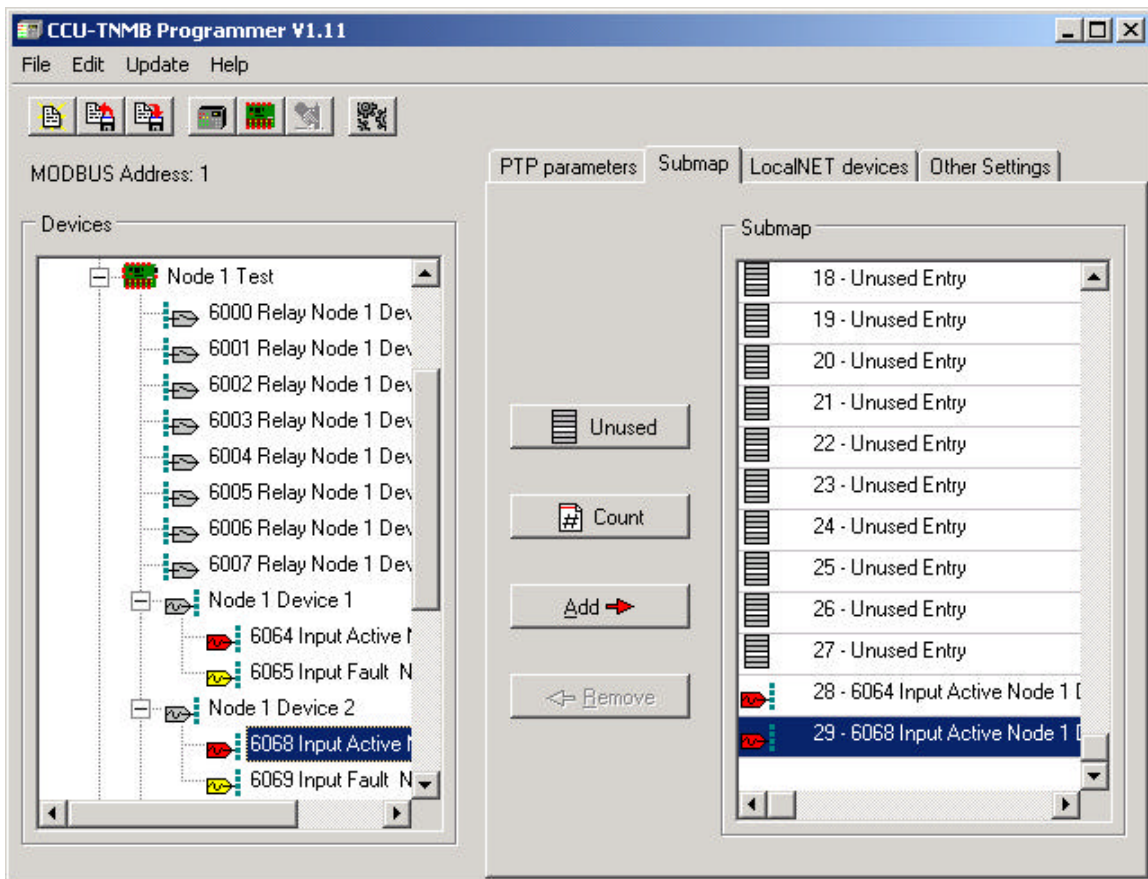 CCU-TNMB Programmer V1.11
File Edit Update Help
MODBUS Address: 1
PTP parameters Submap LocalNET devices Other Settings
Devices
Node 1 Test
6000 Relay Node 1 Dev
6001 Relay Node 1 Dev
6002 Relay Node 1 Dev
6003 Relay Node 1 Dev
6004 Relay Node 1 Dev
6005 Relay Node 1 Dev
6006 Relay Node 1 Dev
6007 Relay Node 1 Dev
Node 1 Device 1
6064 Input Active N
6065 Input Fault N
Node 1 Device 2
6068 Input Active N
6069 Input Fault N
Unused
# Count
Add
Remove
Submap
18 - Unused Entry
19 - Unused Entry
20 - Unused Entry
21 - Unused Entry
22 - Unused Entry
23 - Unused Entry
24 - Unused Entry
25 - Unused Entry
26 - Unused Entry
27 - Unused Entry
28 - 6064 Input Active Node 1 D
29 - 6068 Input Active Node 1 D